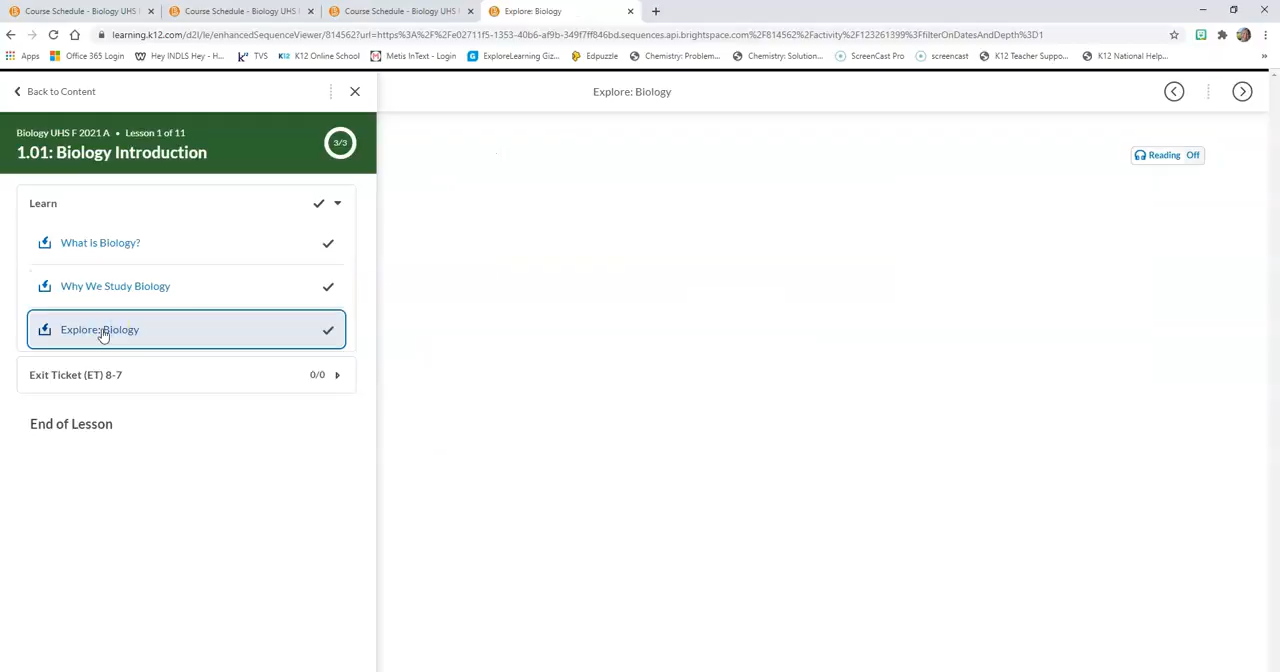 Course Schedule - Biology UHS
Course Schedule - Biology UHS
Course Schedule - Biology UHS
Explore: Biology
learning.k12.com/d2l/le/enhancedSequenceViewer/814562?url=https%3A%2F%2Fe02711f5-1353-40b6-af9b-349f7ff846bd.sequences.api.brightspace.com%2F814562%2Factivity%2F123261399%3FfilterOnDatesAndDepth%3D1
Apps
Office 365 Login
Hey INDLS Hey - H...
TVS
K12 Online School
Metis InText - Login
ExploreLearning Giz...
Edpuzzle
Chemistry: Problem...
Chemistry: Solution...
ScreenCast Pro
screencast
K12 Teacher Suppo...
K12 National Help...
Back to Content
Explore: Biology
Biology UHS F 2021 A • Lesson 1 of 11
1.01: Biology Introduction
3/3
Reading Off
Learn
What is Biology?
Why We Study Biology
Explore: Biology
Exit Ticket (ET) 8-7 0/0
End of Lesson